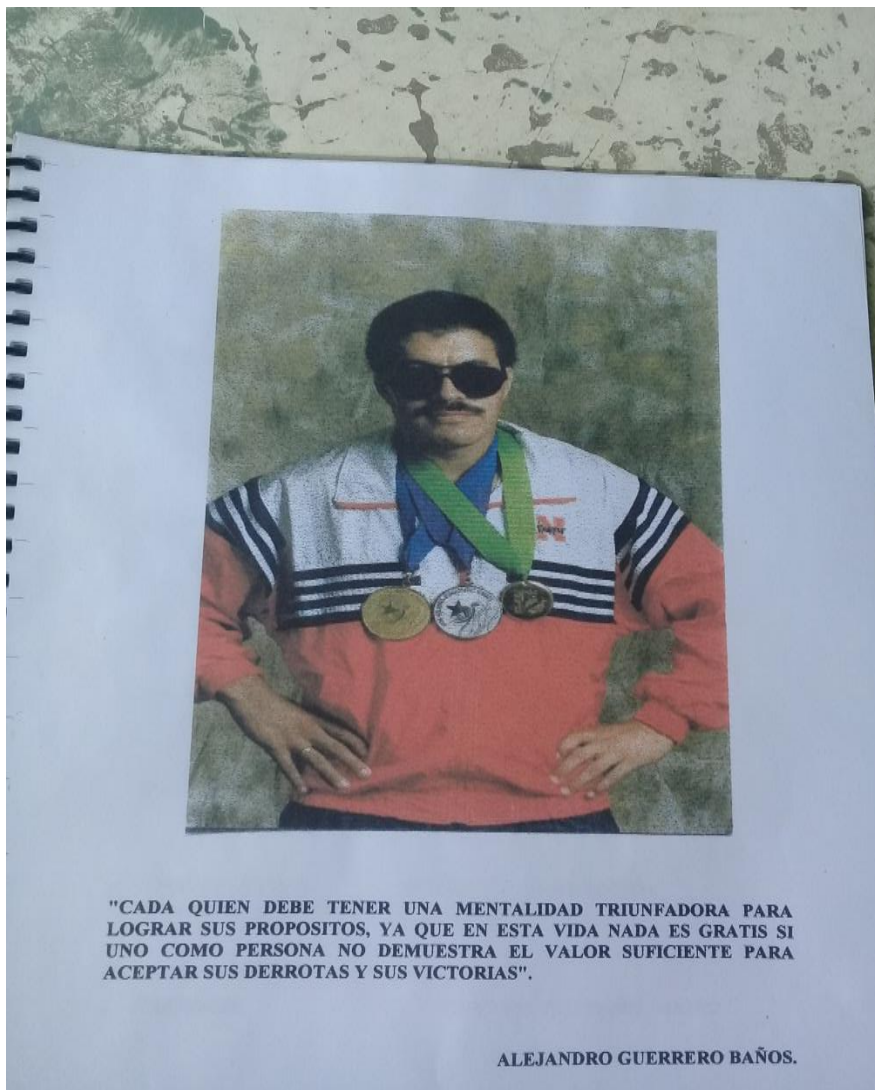 N
"CADA QUIEN DEBE TENER UNA MENTALIDAD TRIUNFADORA PARA
LOGRAR SUS PROPOSITOS, YA QUE EN ESTA VIDA NADA ES GRATIS SI
UNO COMO PERSONA NO DEMUESTRA EL VALOR SUFICIENTE PARA
ACEPTAR SUS DERROTAS Y SUS VICTORIAS".
ALEJANDRO GUERRERO BAÑOS.